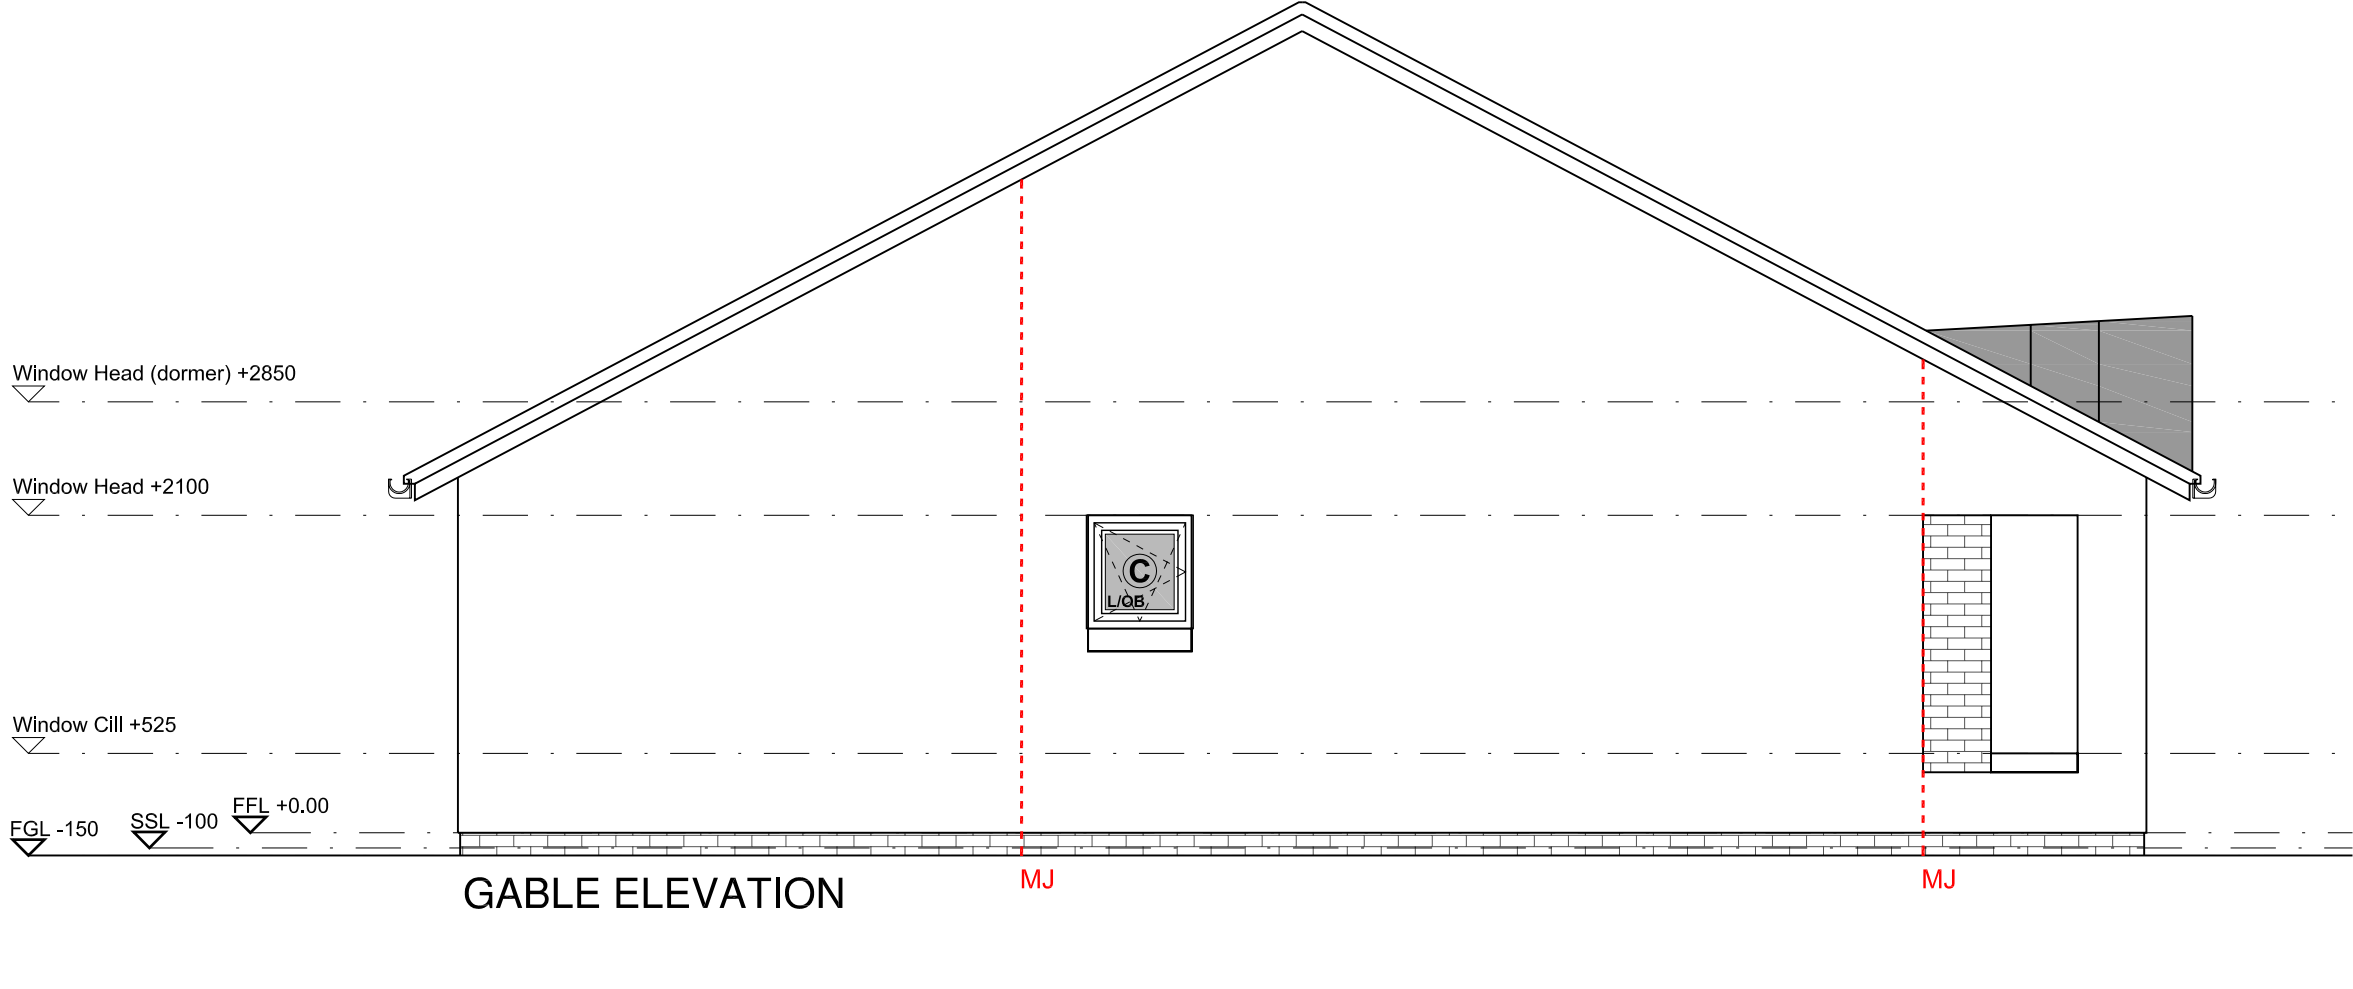 Window Head (dormer) +2850
Window Head +2100
C
L/OB
Window Cill +525
FFL +0.00
SSL -100
FGL -150
MJ
MJ
GABLE ELEVATION